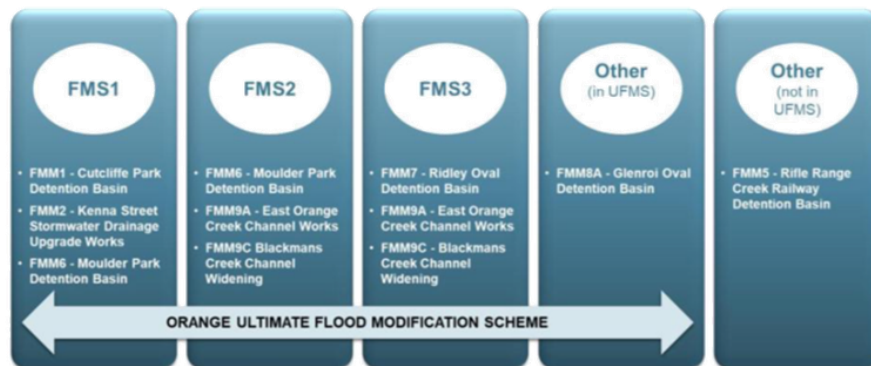 FMS1
• FMM1 - Cutcliffe Park
Detention Basin
• FMM2 - Kenna Street
Stormwater Drainage
Upgrade Works
• FMM6 - Moulder Park
Detention Basin
FMS2
• FMM6 - Moulder Park
Detention Basin
• FMM9A - East Orange
Creek Channel Works
• FMM9C Blackmans
Creek Channel
Widening
FMS3
• FMM7 - Ridley Oval
Detention Basin
• FMM9A - East Orange
Creek Channel Works
• FMM9C - Blackmans
Creek Channel
Widening
Other
(in UFMS)
• FMM8A - Glenroi Oval
Detention Basin
Other
(not in
UFMS)
• FMM5 - Rifle Range
Creek Railway
Detention Basin
ORANGE ULTIMATE FLOOD MODIFICATION SCHEME